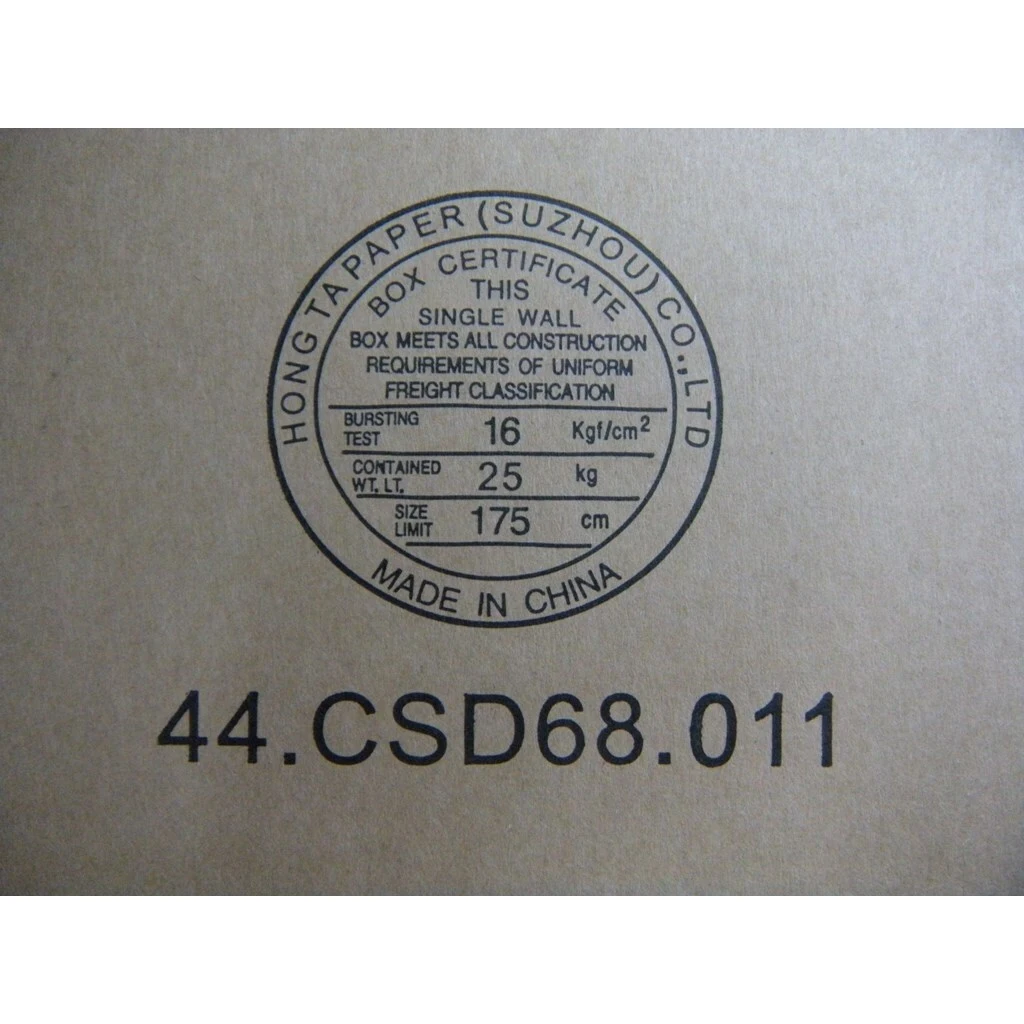 HONG TA PAPER (SUZHOU) CO.,LTD
BOX CERTIFICATE
THIS
SINGLE WALL
BOX MEETS ALL CONSTRUCTION
REQUIREMENTS OF UNIFORM
FREIGHT CLASSIFICATION
BURSTING TEST 16 Kgf/cm²
CONTAINED WT. LT. 25 kg
SIZE LIMIT 175 cm
MADE IN CHINA
44.CSD68.011